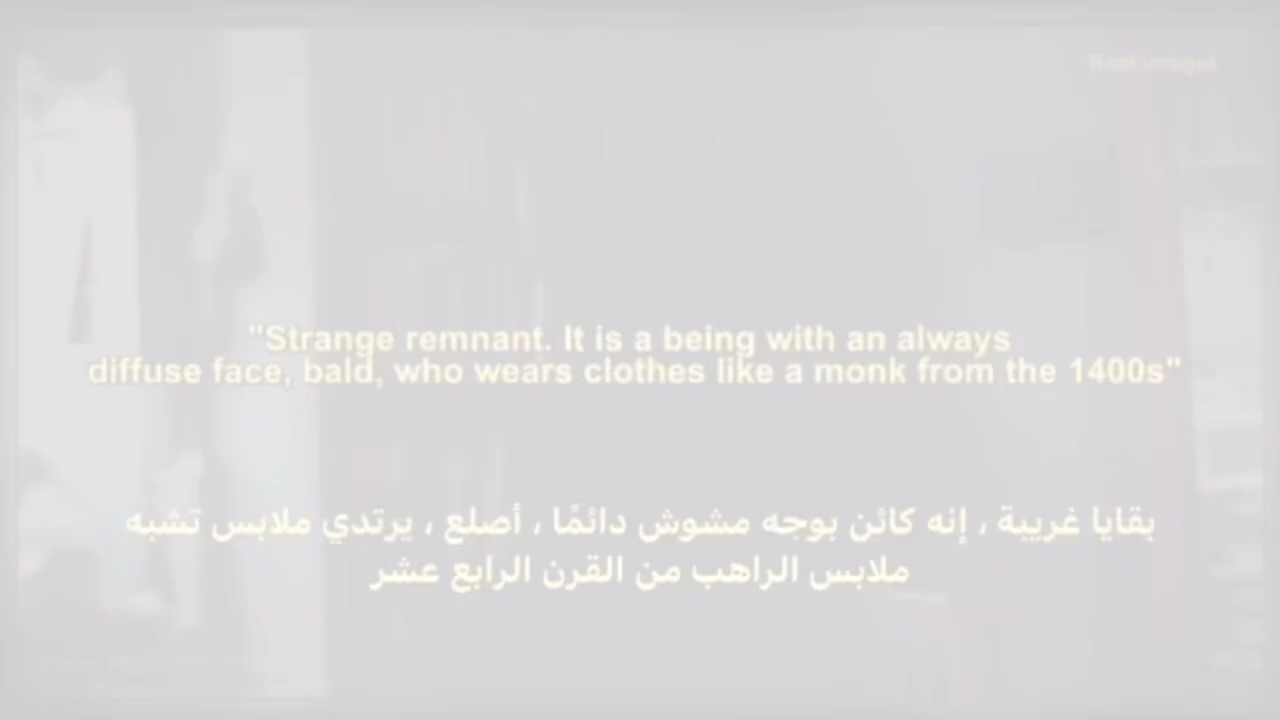 "Strange remnant. It is a being with an always
diffuse face, bald, who wears clothes like a monk from the 1400s"
بقايا غريبة ، إنه كائن بوجه مشوش دائمًا ، أصلع ، يرتدي ملابس تشبه
ملابس الراهب من القرن الرابع عشر